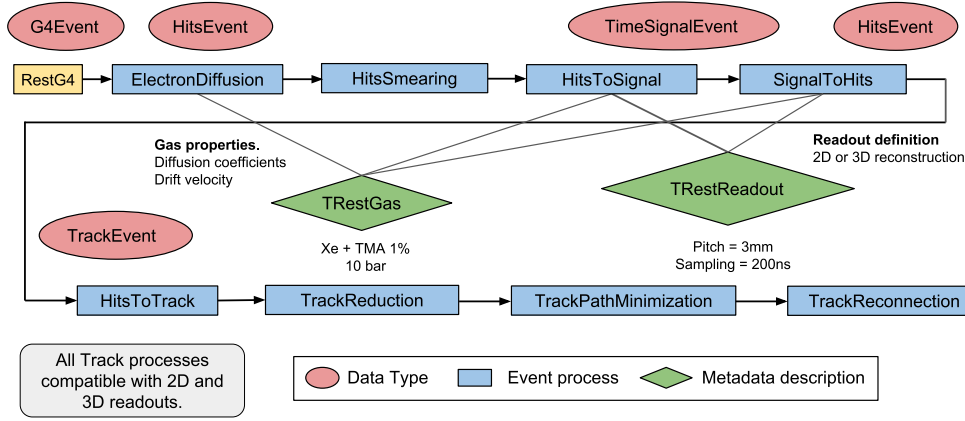 G4Event
HitsEvent
TimeSignalEvent
HitsEvent
RestG4
ElectronDiffusion
HitsSmearing
HitsToSignal
SignalToHits
Gas properties.
Diffusion coefficients
Drift velocity
Readout definition
2D or 3D reconstruction
TRestGas
TRestReadout
TrackEvent
Xe + TMA 1%
10 bar
Pitch = 3mm
Sampling = 200ns
HitsToTrack
TrackReduction
TrackPathMinimization
TrackReconnection
All Track processes
compatible with 2D and
3D readouts.
Data Type
Event process
Metadata description